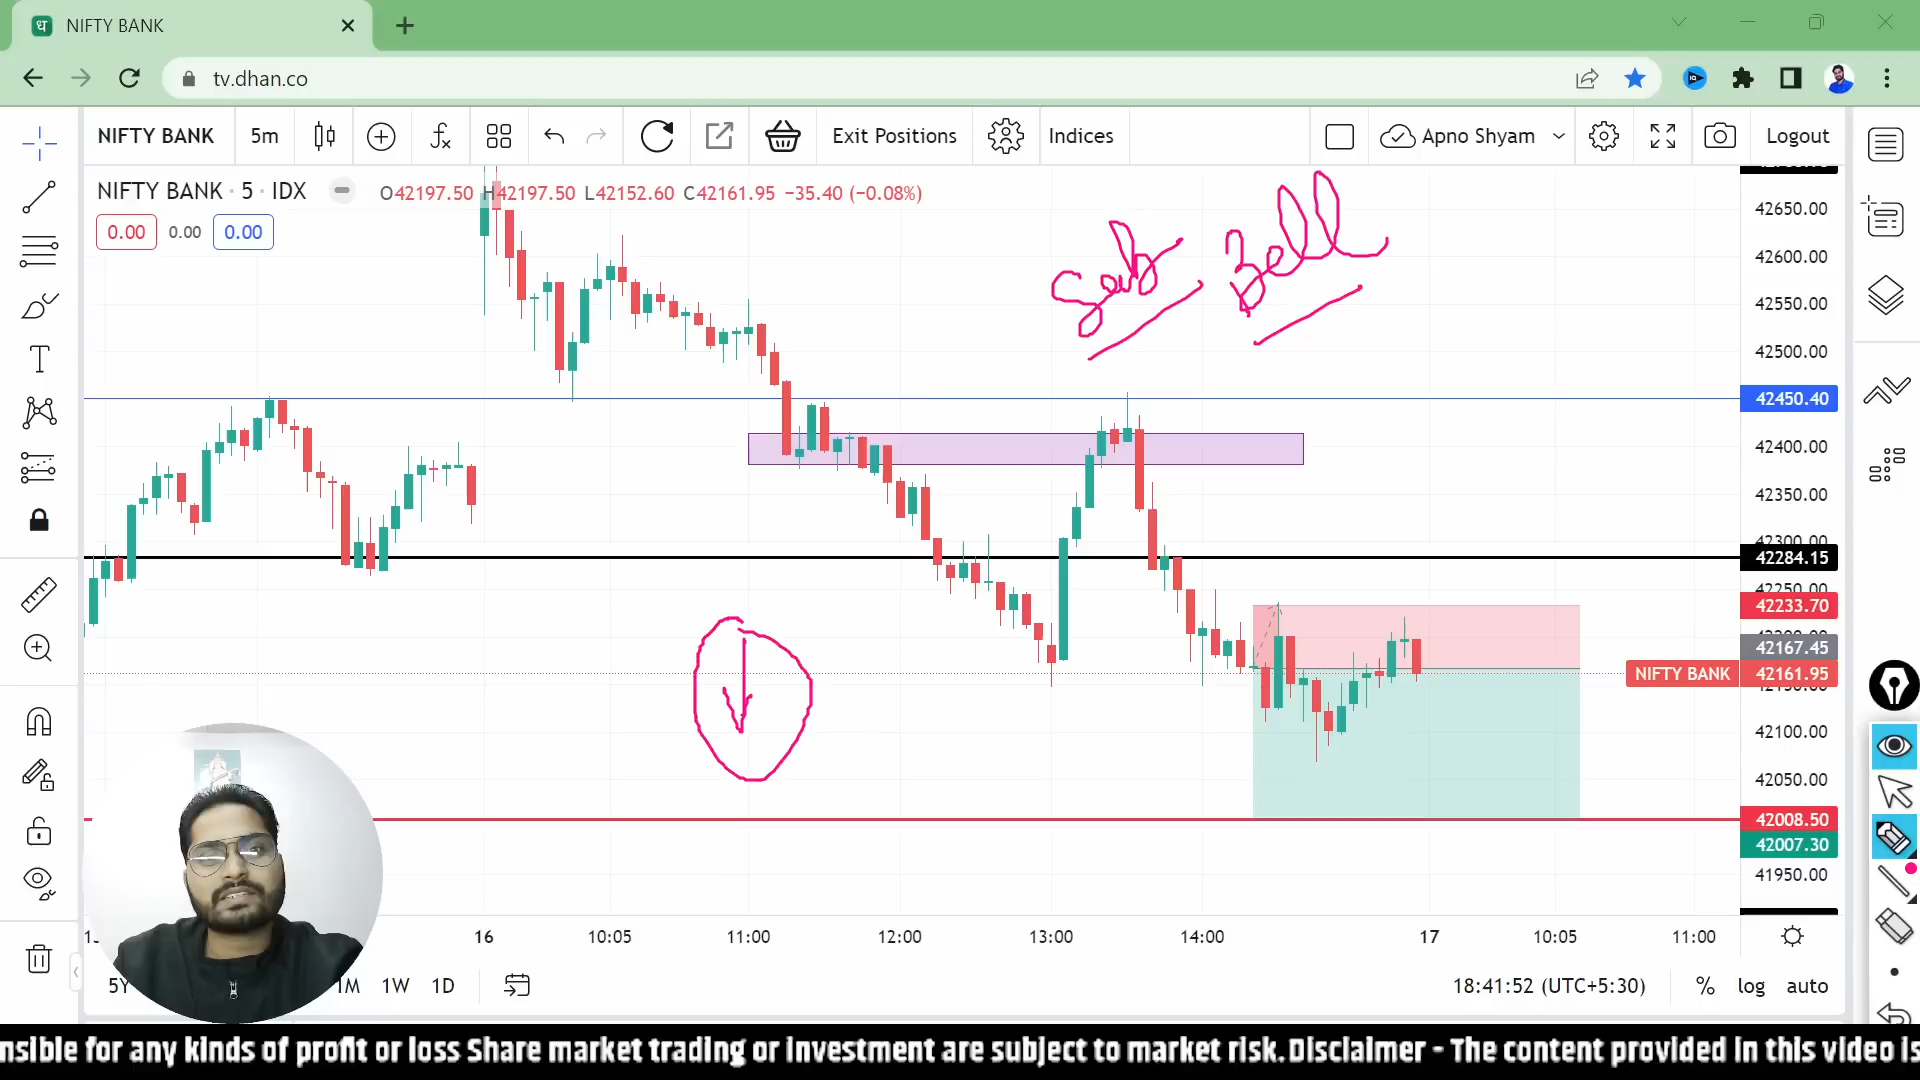 NIFTY BANK
tv.dhan.co
NIFTY BANK 5m Exit Positions Indices Apno Shyam Logout
NIFTY BANK · 5 · IDX O42197.50 H42197.50 L42152.60 C42161.95 −35.40 (−0.08%)
0.00 0.00 0.00
Sub Bell
42650.00
42600.00
42550.00
42500.00
42450.40
42400.00
42350.00
42300.00
42284.15
42233.70
42167.45
NIFTY BANK 42161.95
42100.00
42050.00
42008.50
42007.30
41950.00
16 10:05 11:00 12:00 13:00 14:00 17 10:05 11:00
5Y 1M 1W 1D 18:41:52 (UTC+5:30) % log auto
nsible for any kinds of profit or loss Share market trading or investment are subject to market risk.Disclaimer - The content provided in this video is